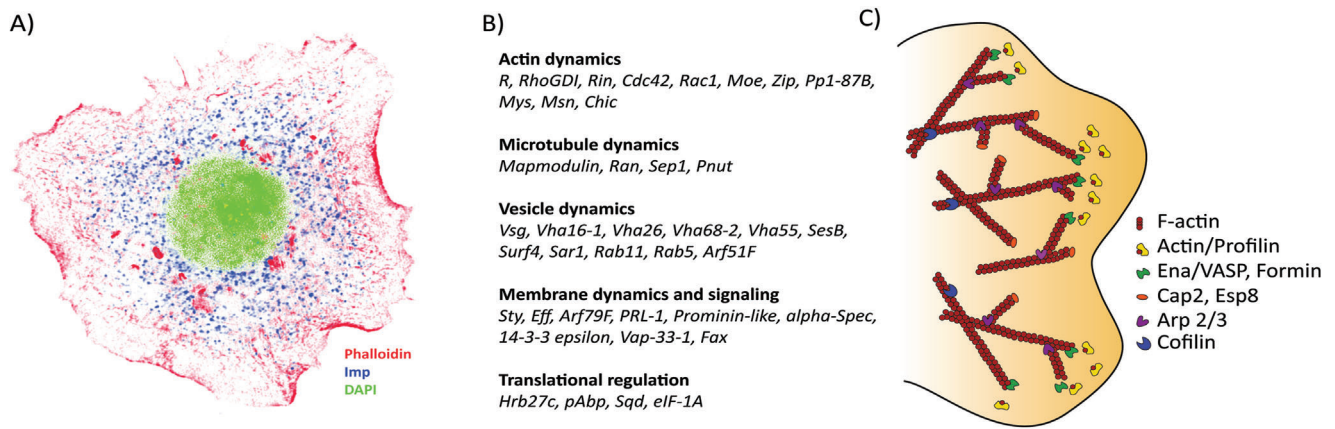 A)
Phalloidin
Imp
DAPI
B)
Actin dynamics
R, RhoGDI, Rin, Cdc42, Rac1, Moe, Zip, Pp1-87B,
Mys, Msn, Chic
Microtubule dynamics
Mapmodulin, Ran, Sep1, Pnut
Vesicle dynamics
Vsg, Vha16-1, Vha26, Vha68-2, Vha55, SesB,
Surf4, Sar1, Rab11, Rab5, Arf51F
Membrane dynamics and signaling
Sty, Eff, Arf79F, PRL-1, Prominin-like, alpha-Spec,
14-3-3 epsilon, Vap-33-1, Fax
Translational regulation
Hrb27c, pAbp, Sqd, eIF-1A
C)
F-actin
Actin/Profilin
Ena/VASP, Formin
Cap2, Esp8
Arp 2/3
Cofilin